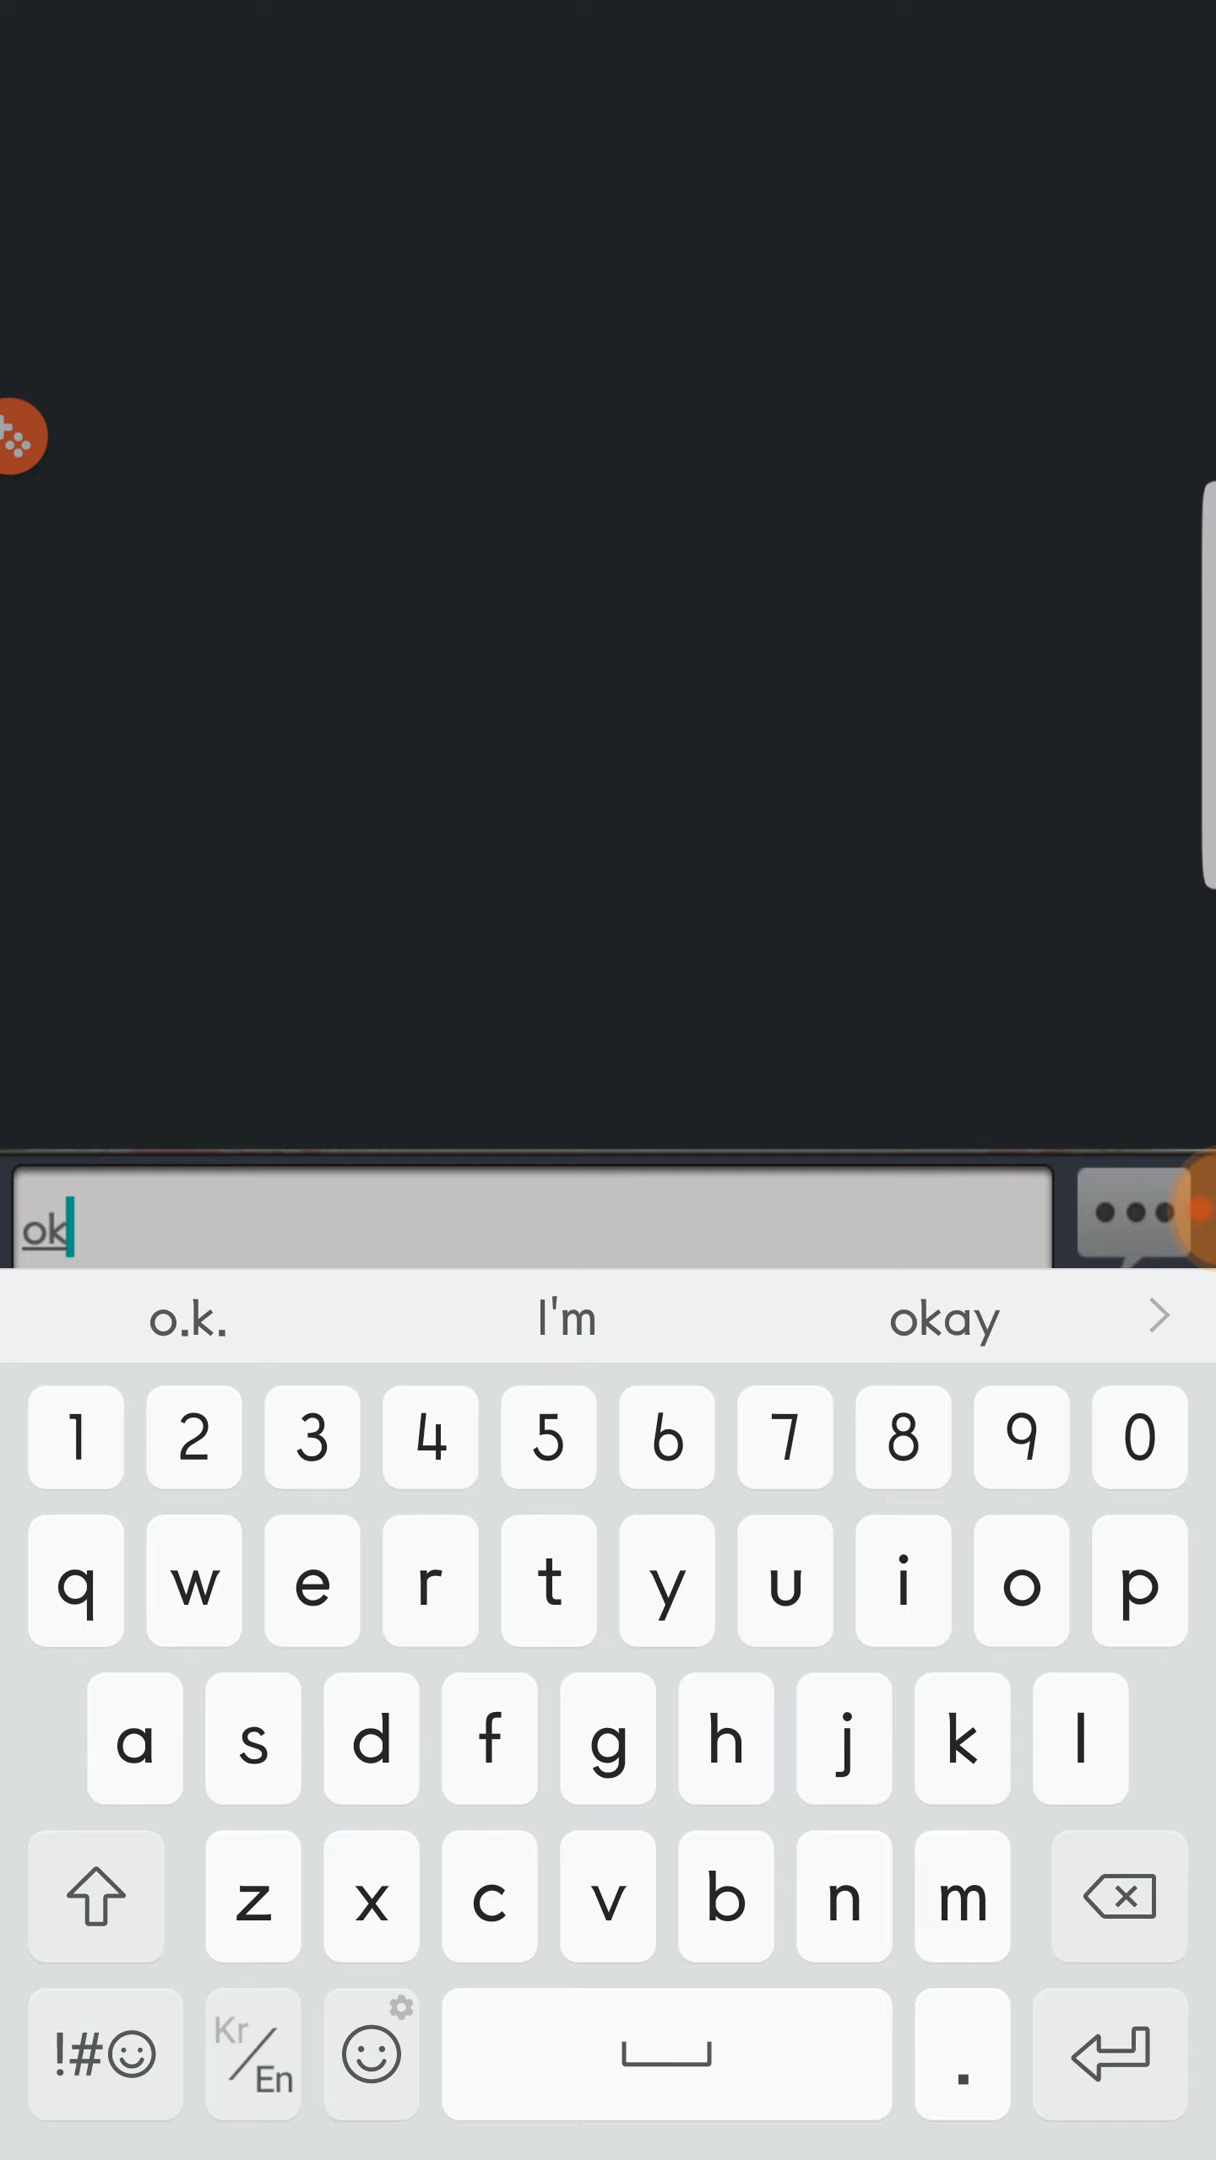 ok
o.k. I'm okay
1 2 3 4 5 6 7 8 9 0
q w e r t y u i o p
a s d f g h j k l
z x c v b n m
!#☺ Kr/En .